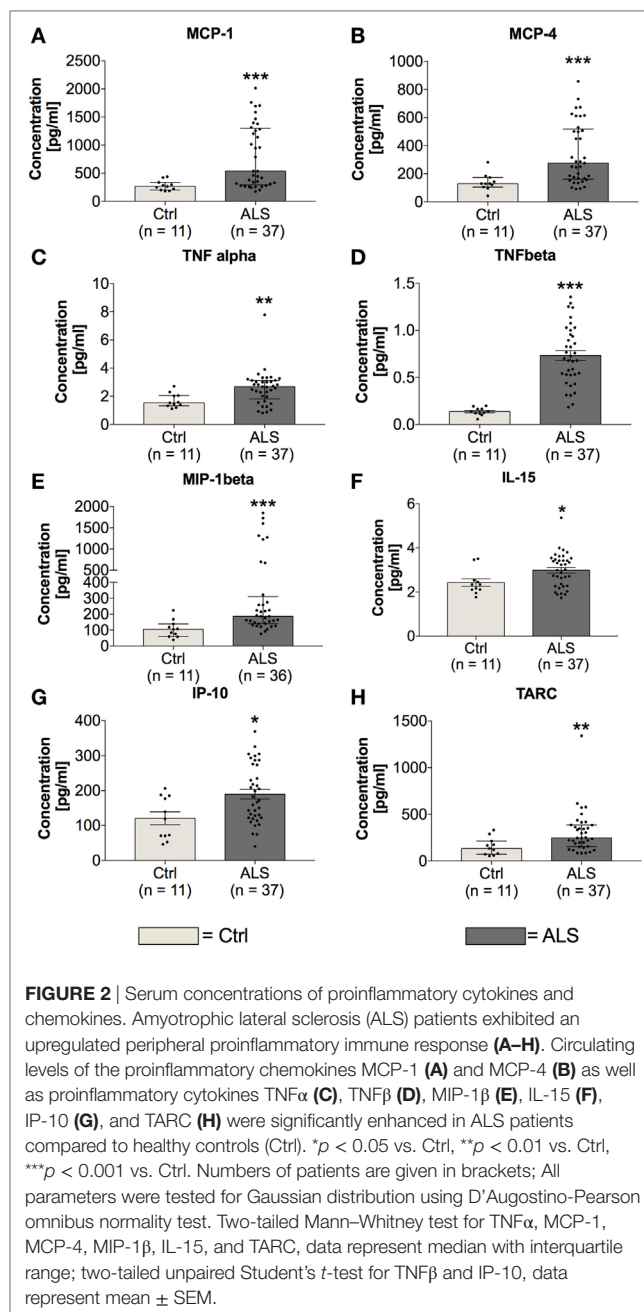 A
MCP-1
Concentration
[pg/ml]
2500
2000
1500
1000
500
0
***
Ctrl
(n = 11)
ALS
(n = 37)
B
MCP-4
Concentration
[pg/ml]
1000
800
600
400
200
0
***
Ctrl
(n = 11)
ALS
(n = 37)
C
TNF alpha
Concentration
[pg/ml]
10
8
6
4
2
0
**
Ctrl
(n = 11)
ALS
(n = 37)
D
TNFbeta
Concentration
[pg/ml]
1.5
1.0
0.5
0.0
***
Ctrl
(n = 11)
ALS
(n = 37)
E
MIP-1beta
Concentration
[pg/ml]
2000
1500
1000
500
400
300
200
100
0
***
Ctrl
(n = 11)
ALS
(n = 36)
F
IL-15
Concentration
[pg/ml]
6
4
2
0
*
Ctrl
(n = 11)
ALS
(n = 37)
G
IP-10
Concentration
[pg/ml]
400
300
200
100
0
*
Ctrl
(n = 11)
ALS
(n = 37)
H
TARC
Concentration
[pg/ml]
1500
1000
500
0
**
Ctrl
(n = 11)
ALS
(n = 37)
= Ctrl
= ALS
FIGURE 2 | Serum concentrations of proinflammatory cytokines and
chemokines. Amyotrophic lateral sclerosis (ALS) patients exhibited an
upregulated peripheral proinflammatory immune response (A–H). Circulating
levels of the proinflammatory chemokines MCP-1 (A) and MCP-4 (B) as well
as proinflammatory cytokines TNFα (C), TNFβ (D), MIP-1β (E), IL-15 (F),
IP-10 (G), and TARC (H) were significantly enhanced in ALS patients
compared to healthy controls (Ctrl). *p < 0.05 vs. Ctrl, **p < 0.01 vs. Ctrl,
***p < 0.001 vs. Ctrl. Numbers of patients are given in brackets; All
parameters were tested for Gaussian distribution using D’Augostino-Pearson
omnibus normality test. Two-tailed Mann–Whitney test for TNFα, MCP-1,
MCP-4, MIP-1β, IL-15, and TARC, data represent median with interquartile
range; two-tailed unpaired Student’s t-test for TNFβ and IP-10, data
represent mean ± SEM.